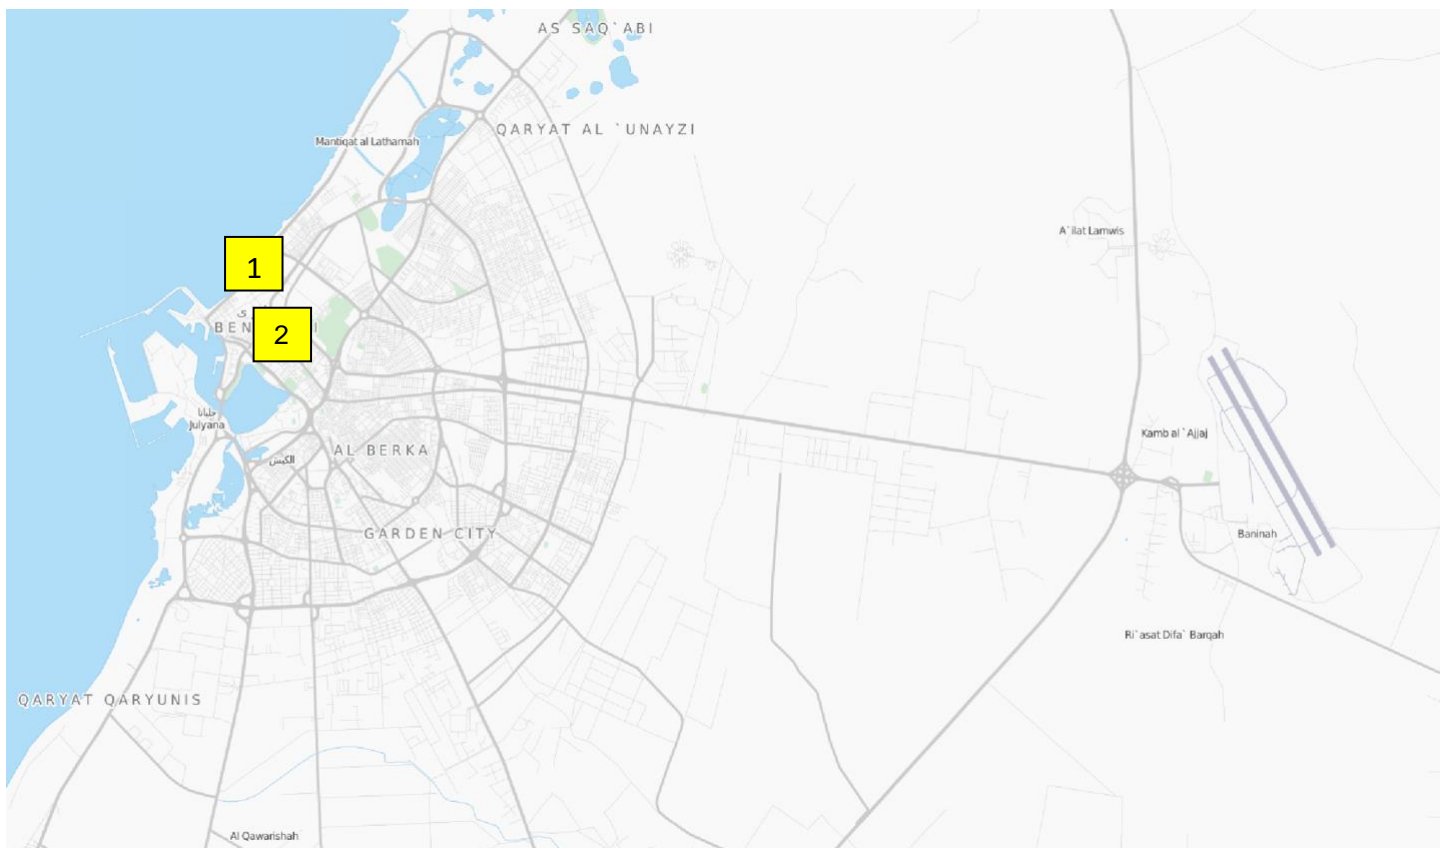 AS SAQ`ABI
QARYAT AL `UNAYZI
Mantiqat al Lathamah
A`ilat Lamwis
1
2
جليانا
Julyana
الكيش
AL BERKA
Kamb al `Ajjaj
GARDEN CITY
Baninah
Ri`asat Difa` Barqah
QARYAT QARYUNIS
Al Qawarishah